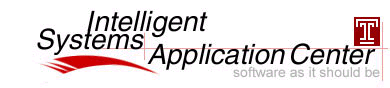 Intelligent
Systems
Application Center
T
software as it should be